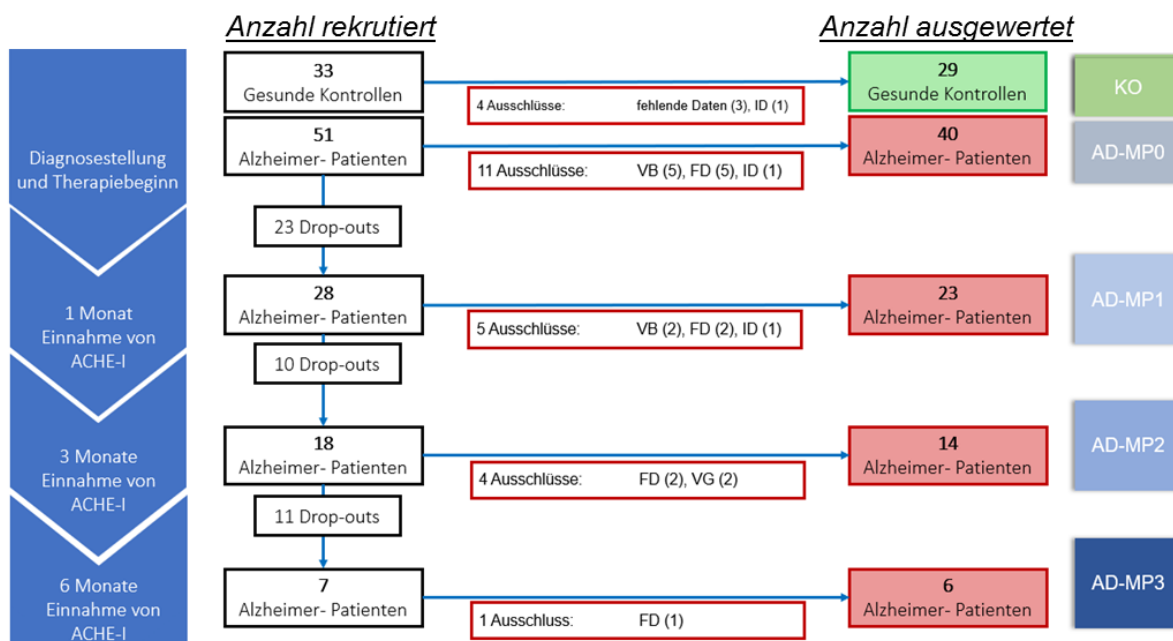 Anzahl rekrutiert
Anzahl ausgewertet
33
Gesunde Kontrollen
4 Ausschlüsse: fehlende Daten (3), ID (1)
29
Gesunde Kontrollen
KO
Diagnosestellung
und Therapiebeginn
51
Alzheimer- Patienten
11 Ausschlüsse: VB (5), FD (5), ID (1)
40
Alzheimer- Patienten
AD-MP0
23 Drop-outs
1 Monat
Einnahme von
ACHE-I
28
Alzheimer- Patienten
5 Ausschlüsse: VB (2), FD (2), ID (1)
23
Alzheimer- Patienten
AD-MP1
10 Drop-outs
3 Monate
Einnahme von
ACHE-I
18
Alzheimer- Patienten
4 Ausschlüsse: FD (2), VG (2)
14
Alzheimer- Patienten
AD-MP2
11 Drop-outs
6 Monate
Einnahme von
ACHE-I
7
Alzheimer- Patienten
1 Ausschluss: FD (1)
6
Alzheimer- Patienten
AD-MP3